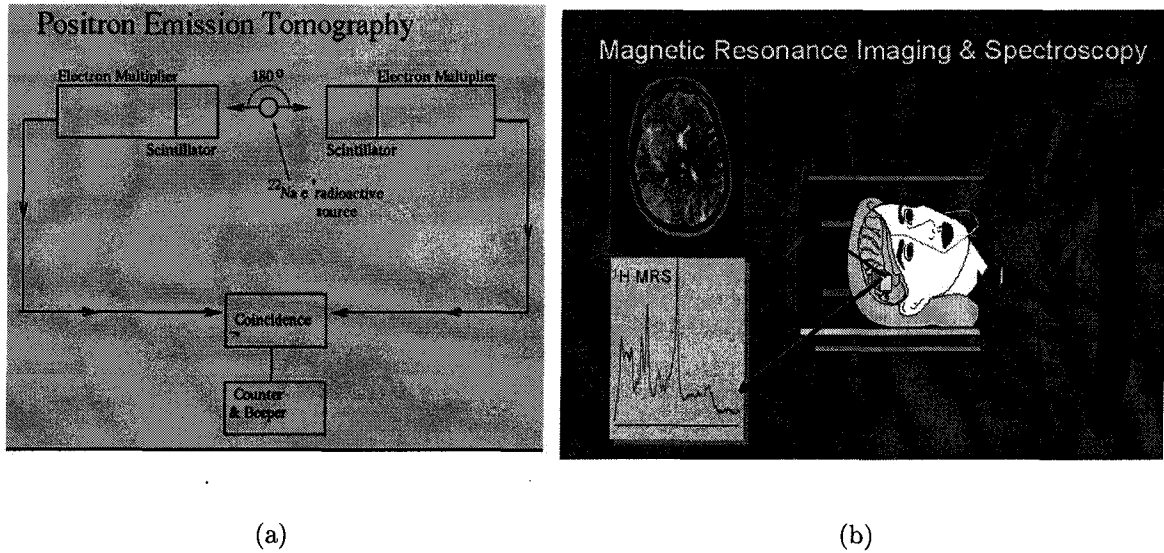 Positron Emission Tomography
Electron Multiplier
180°
Electron Multiplier
Scintillator
Scintillator
22Na e+ radioactive
source
Coincidence
Counter
& Beeper
Magnetic Resonance Imaging & Spectroscopy
1H MRS
(a)
(b)